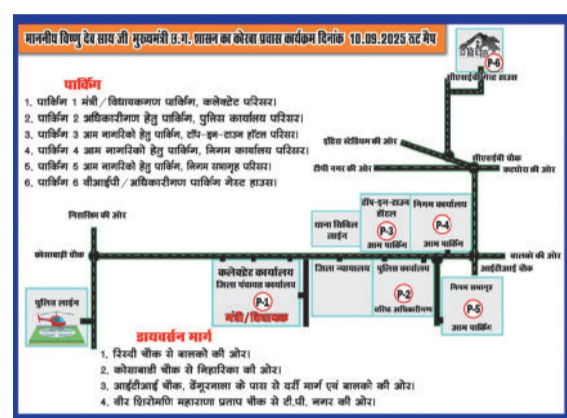 माननीय विष्णु देव साय जी मुख्यमंत्री छ.ग. शासन का कोरबा प्रवास कार्यक्रम दिनांक 10.09.2025 रूट मैप
पार्किंग
1. पार्किंग 1 मंत्री/विधायकगण पार्किंग, कलेक्ट्रेट परिसर।
2. पार्किंग 2 अधिकारीगण हेतु पार्किंग, पुलिस कार्यालय परिसर।
3. पार्किंग 3 आम नागरिको हेतु पार्किंग, टॉप-इन-टाउन हॉटल परिसर।
4. पार्किंग 4 आम नागरिको हेतु पार्किंग, निगम कार्यालय परिसर।
5. पार्किंग 5 आम नागरिको हेतु पार्किंग, निगम सभागृह परिसर।
6. पार्किंग 6 वीआईपी/अधिकारीगण पार्किंग गेस्ट हाउस।
P-6
सीएसईबी गेस्ट हाउस
इंदिरा स्टेडियम की ओर
सीएसईबी चौक
टीपी नगर की ओर
कटघोरा की ओर
निहारिका की ओर
कोसाबाड़ी चौक
थाना सिविल
लाईन
टॉप-इन-टाउन
हॉटल
P-3
आम पार्किंग
निगम कार्यालय
P-4
आम पार्किंग
बालको की ओर
आईटीआई चौक
पुलिस लाईन
कलेक्ट्रेट कार्यालय
जिला पंचायत कार्यालय
P-1
मंत्री/विधायक
जिला न्यायालय
पुलिस कार्यालय
P-2
वरिष्ठ अधिकारीगण
निगम सभागृह
P-5
आम पार्किंग
डायवर्सन मार्ग
1. रिस्दी चौक से बालको की ओर।
2. कोसाबाडी चौक से निहारिका की ओर।
3. आईटीआई चौक, डेंगूरनाला के पास से दर्री मार्ग एवं बालको की ओर।
4. वीर शिरोमणि महाराणा प्रताप चौक से टी.पी. नगर की ओर।